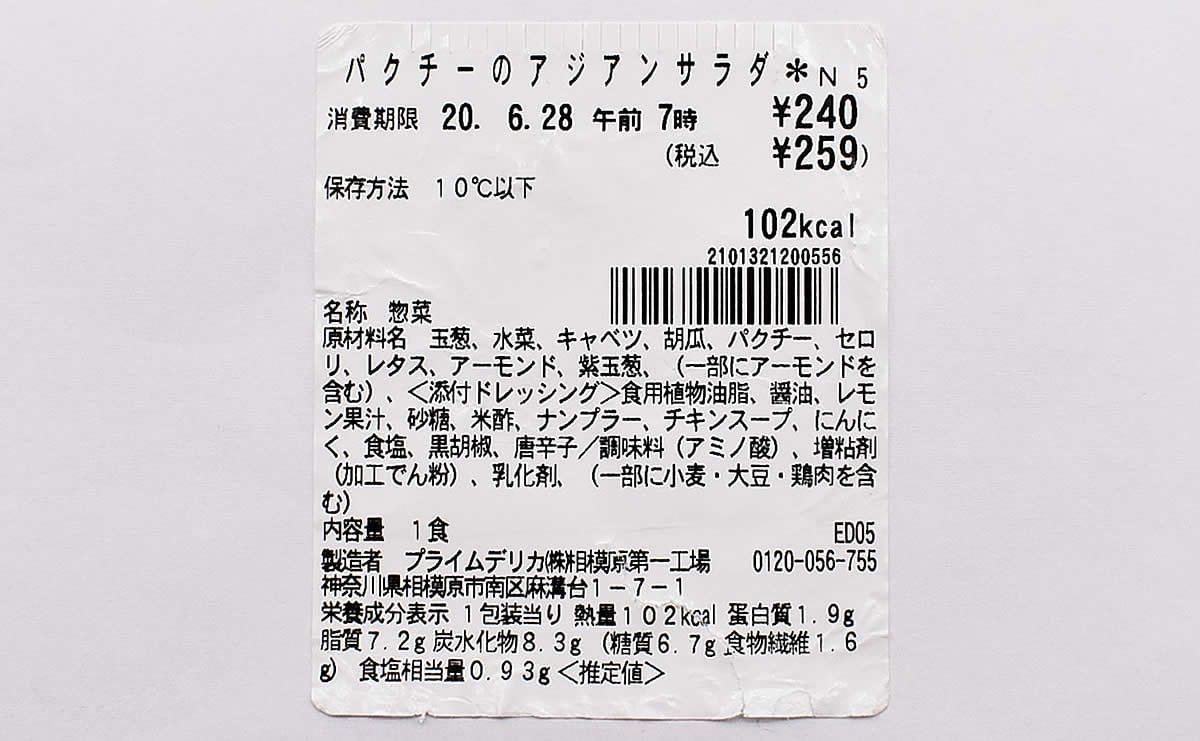 パクチーのアジアンサラダ＊N 5
消費期限 20. 6.28 午前 7時 ¥240
(税込 ¥259)
保存方法 １０℃以下
102kcal
2101321200556
名称 惣菜
原材料名 玉葱、水菜、キャベツ、胡瓜、パクチー、セロ
リ、レタス、アーモンド、紫玉葱、（一部にアーモンドを
含む）、＜添付ドレッシング＞食用植物油脂、醤油、レモ
ン果汁、砂糖、米酢、ナンプラー、チキンスープ、にんに
く、食塩、黒胡椒、唐辛子／調味料（アミノ酸）、増粘剤
（加工でん粉）、乳化剤、（一部に小麦・大豆・鶏肉を含
む）
内容量 １食 ED05
製造者 プライムデリカ㈱相模原第一工場 0120-056-755
神奈川県相模原市南区麻溝台１－７－１
栄養成分表示 １包装当り 熱量１０２kcal 蛋白質１.９g
脂質７.２g 炭水化物８.３g （糖質６.７g 食物繊維１.６
g） 食塩相当量０.９３g＜推定値＞